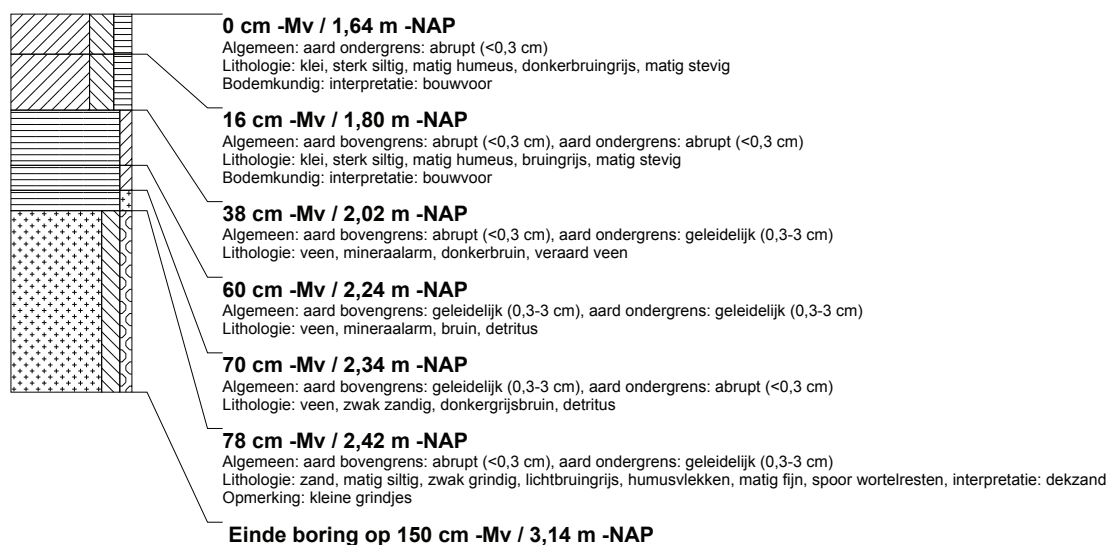 0 cm -Mv / 1,64 m -NAP
Algemeen: aard ondergrens: abrupt (<0,3 cm)
Lithologie: klei, sterk siltig, matig humeus, donkerbruingrijs, matig stevig
Bodemkundig: interpretatie: bouwvoor
16 cm -Mv / 1,80 m -NAP
Algemeen: aard bovengrens: abrupt (<0,3 cm), aard ondergrens: abrupt (<0,3 cm)
Lithologie: klei, sterk siltig, matig humeus, bruingrijs, matig stevig
Bodemkundig: interpretatie: bouwvoor
38 cm -Mv / 2,02 m -NAP
Algemeen: aard bovengrens: abrupt (<0,3 cm), aard ondergrens: geleidelijk (0,3-3 cm)
Lithologie: veen, mineraalarm, donkerbruin, veraard veen
60 cm -Mv / 2,24 m -NAP
Algemeen: aard bovengrens: geleidelijk (0,3-3 cm), aard ondergrens: geleidelijk (0,3-3 cm)
Lithologie: veen, mineraalarm, bruin, detritus
70 cm -Mv / 2,34 m -NAP
Algemeen: aard bovengrens: geleidelijk (0,3-3 cm), aard ondergrens: abrupt (<0,3 cm)
Lithologie: veen, zwak zandig, donkergrijsbruin, detritus
78 cm -Mv / 2,42 m -NAP
Algemeen: aard bovengrens: abrupt (<0,3 cm), aard ondergrens: geleidelijk (0,3-3 cm)
Lithologie: zand, matig siltig, zwak grindig, lichtbruingrijs, humusvlekken, matig fijn, spoor wortelresten, interpretatie: dekzand
Opmerking: kleine grindjes
Einde boring op 150 cm -Mv / 3,14 m -NAP